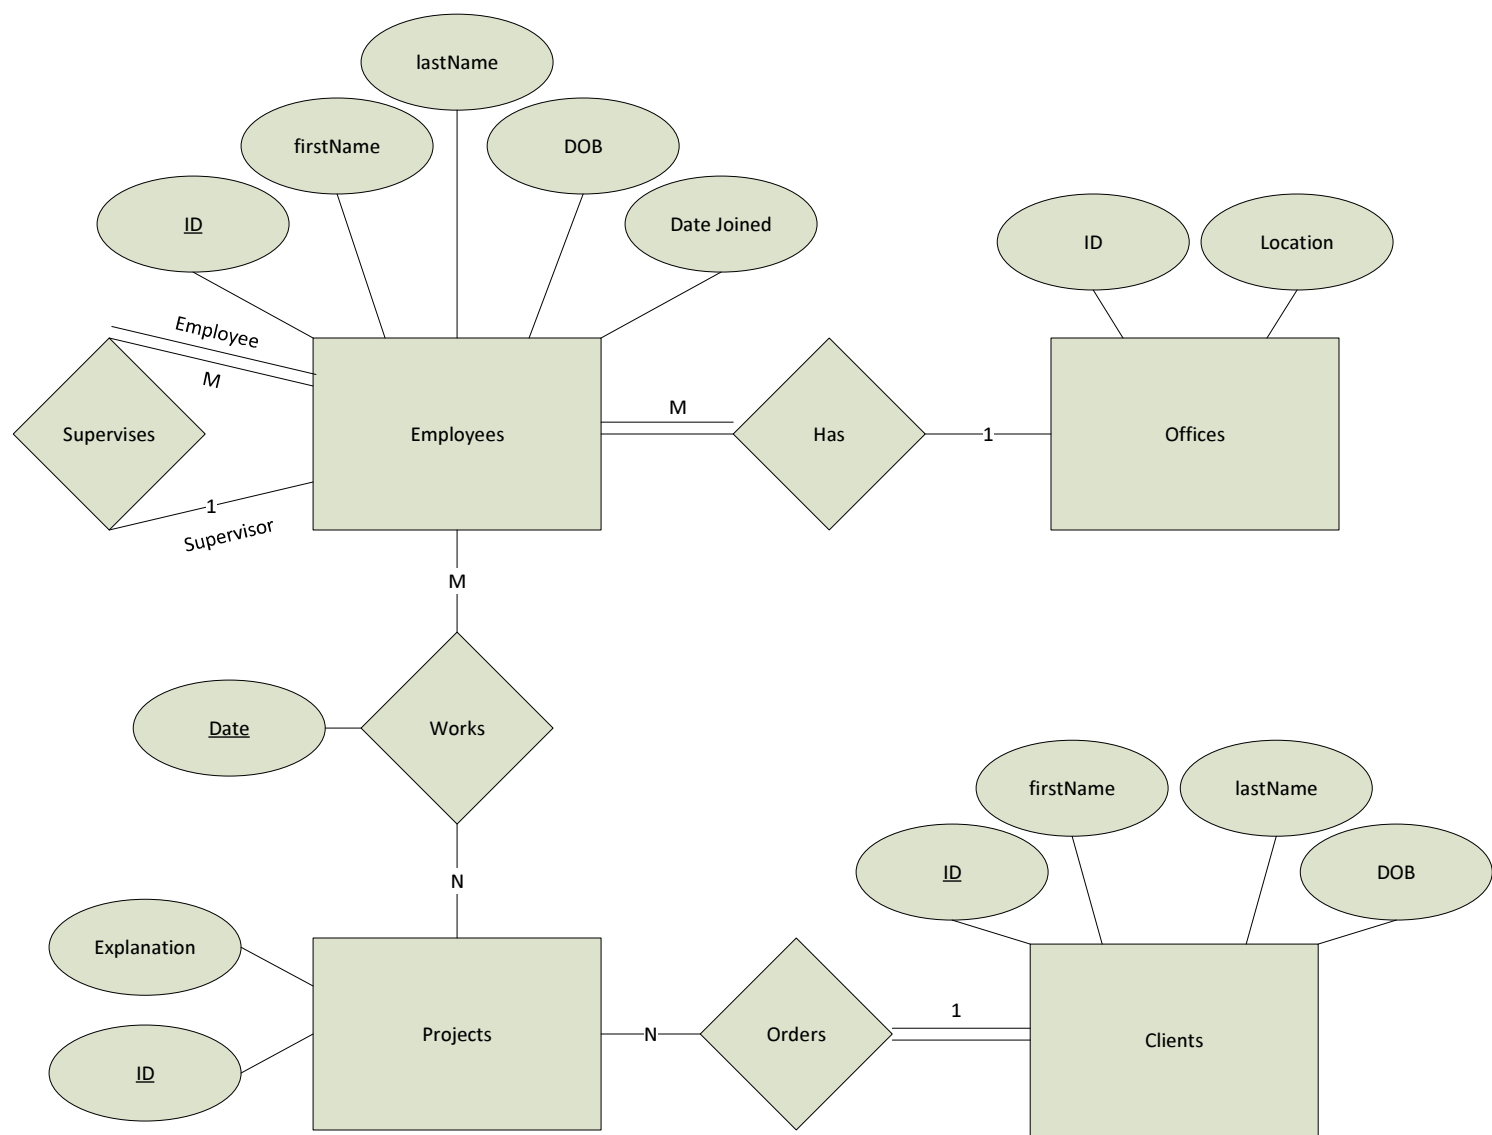 lastName
firstName
DOB
ID
Date Joined
ID
Location
Employee
M
Supervises
Employees
M
Has
1
Offices
1
Supervisor
M
Date
Works
firstName
lastName
ID
DOB
N
Explanation
Projects
N
Orders
1
Clients
ID